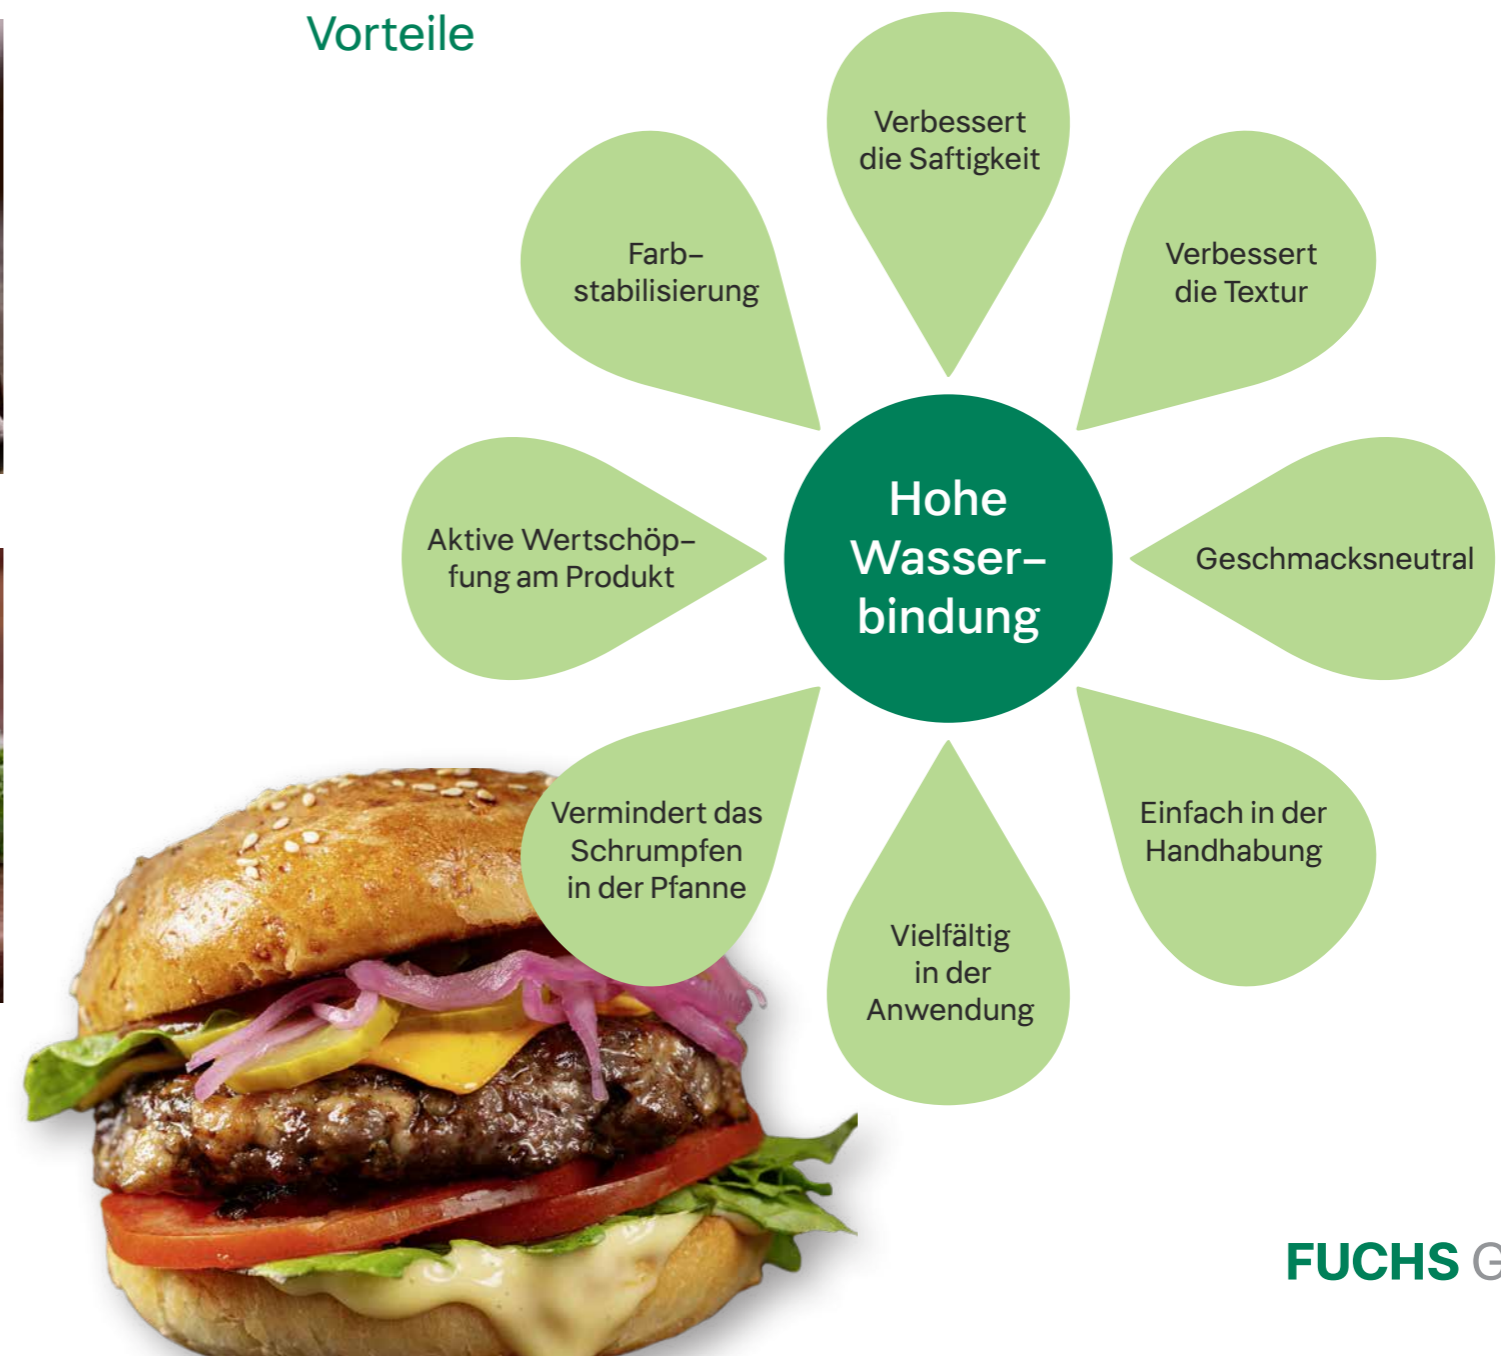 Vorteile
Verbessert
die Saftigkeit
Verbessert
die Textur
Geschmacksneutral
Einfach in der
Handhabung
Vielfältig
in der
Anwendung
Vermindert das
Schrumpfen
in der Pfanne
Aktive Wertschöp–
fung am Produkt
Farb–
stabilisierung
Hohe
Wasser–
bindung
FUCHS G